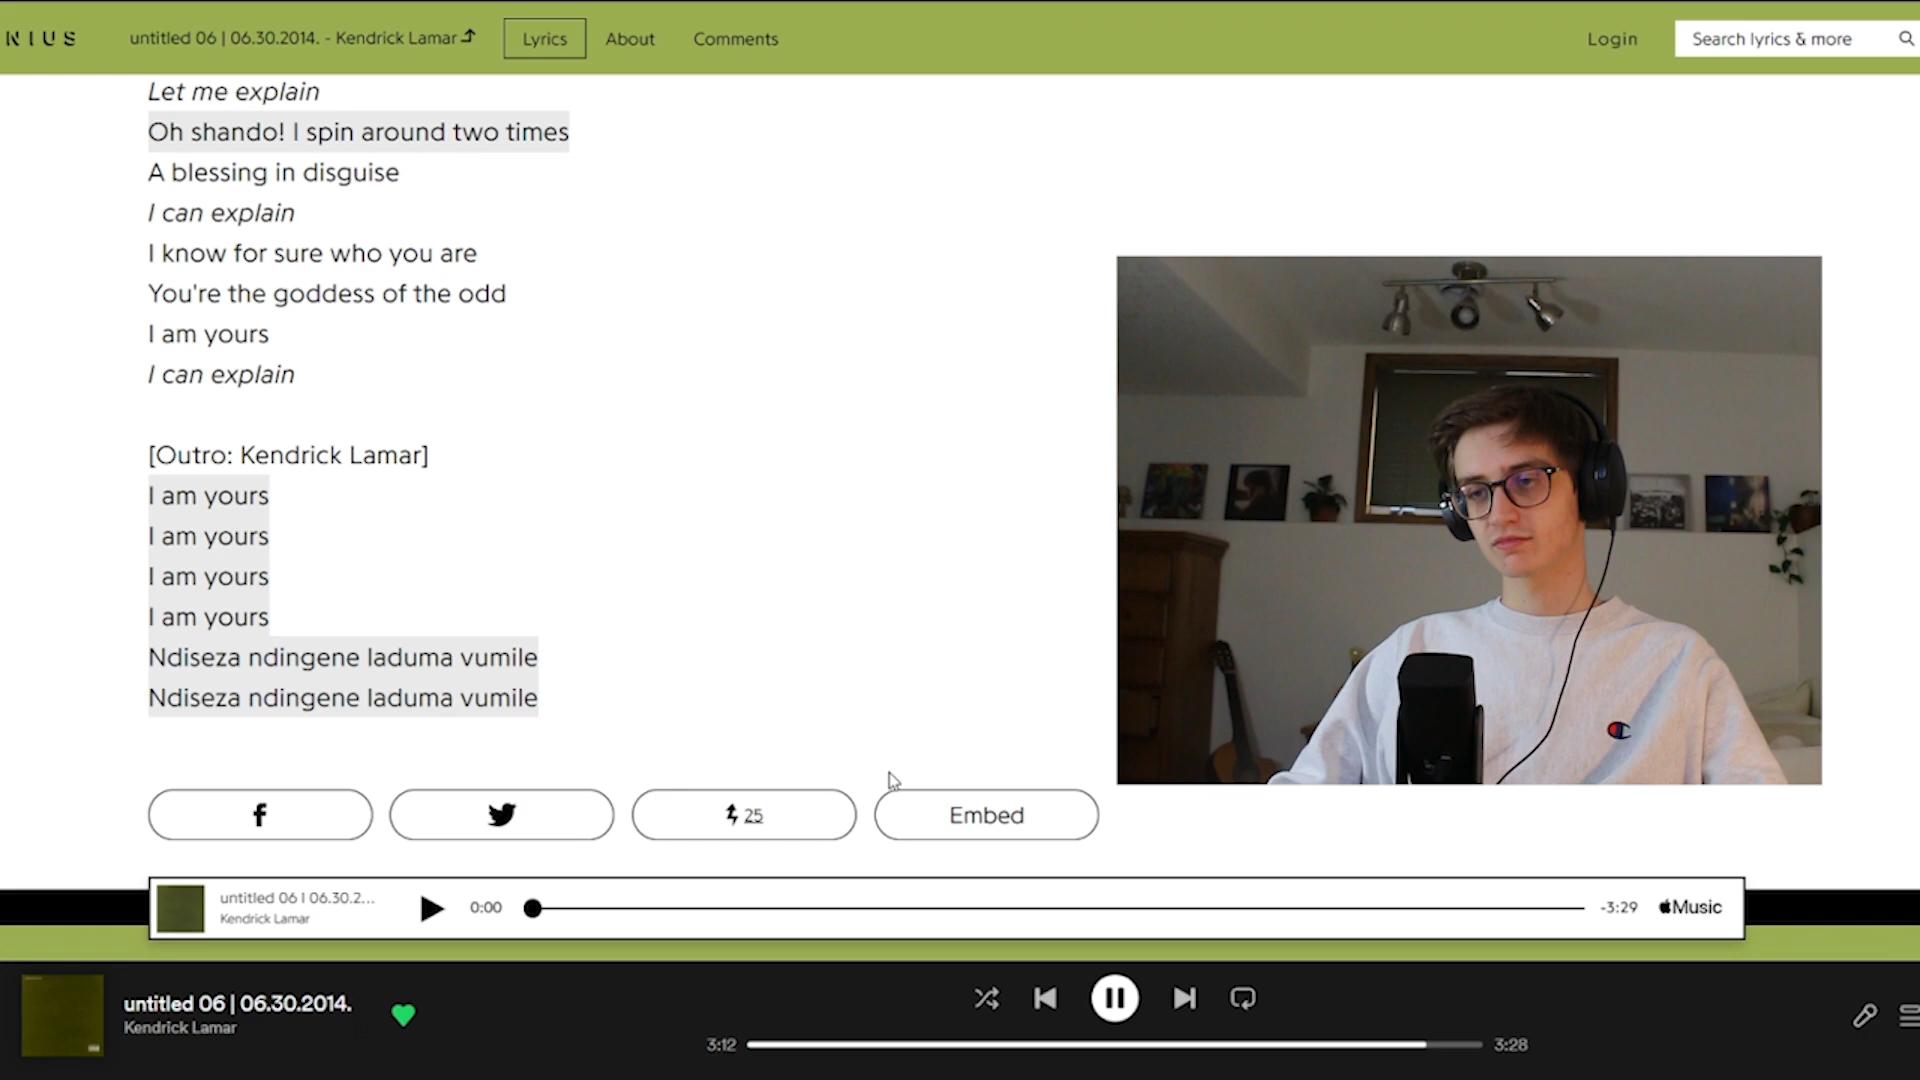 NIUS
untitled 06 | 06.30.2014. - Kendrick Lamar
Lyrics
About
Comments
Login
Search lyrics & more
Let me explain
Oh shando! I spin around two times
A blessing in disguise
I can explain
I know for sure who you are
You're the goddess of the odd
I am yours
I can explain
[Outro: Kendrick Lamar]
I am yours
I am yours
I am yours
I am yours
Ndiseza ndingene laduma vumile
Ndiseza ndingene laduma vumile
25
Embed
untitled 06 | 06.30.2...
Kendrick Lamar
0:00
-3:29
Music
untitled 06 | 06.30.2014.
Kendrick Lamar
3:12
3:28